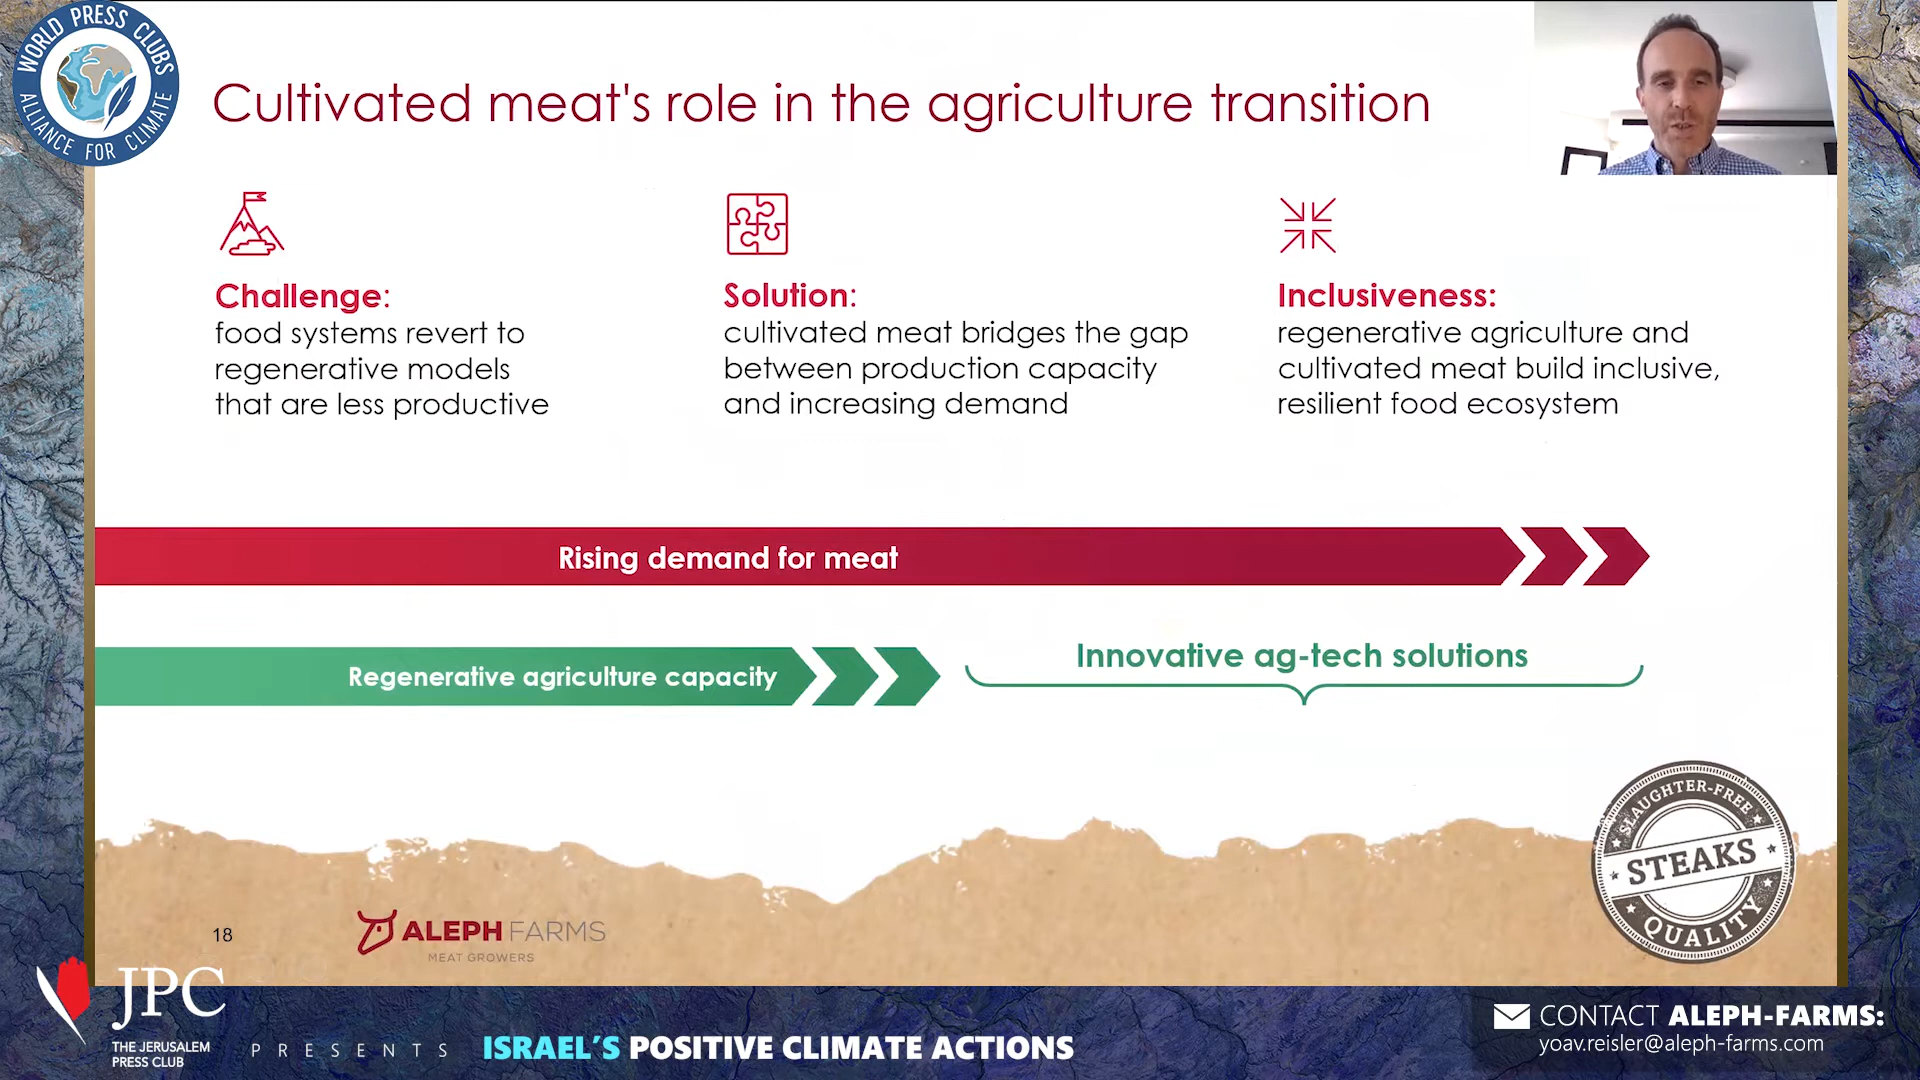 WORLD PRESS CLUBS
ALLIANCE FOR CLIMATE
Cultivated meat's role in the agriculture transition
Challenge:
food systems revert to
regenerative models
that are less productive
Solution:
cultivated meat bridges the gap
between production capacity
and increasing demand
Inclusiveness:
regenerative agriculture and
cultivated meat build inclusive,
resilient food ecosystem
Rising demand for meat
Regenerative agriculture capacity
Innovative ag-tech solutions
SLAUGHTER-FREE
STEAKS
QUALITY
18
ALEPH FARMS
MEAT GROWERS
JPC
THE JERUSALEM
PRESS CLUB
PRESENTS
ISRAEL'S POSITIVE CLIMATE ACTIONS
CONTACT ALEPH-FARMS:
yoav.reisler@aleph-farms.com